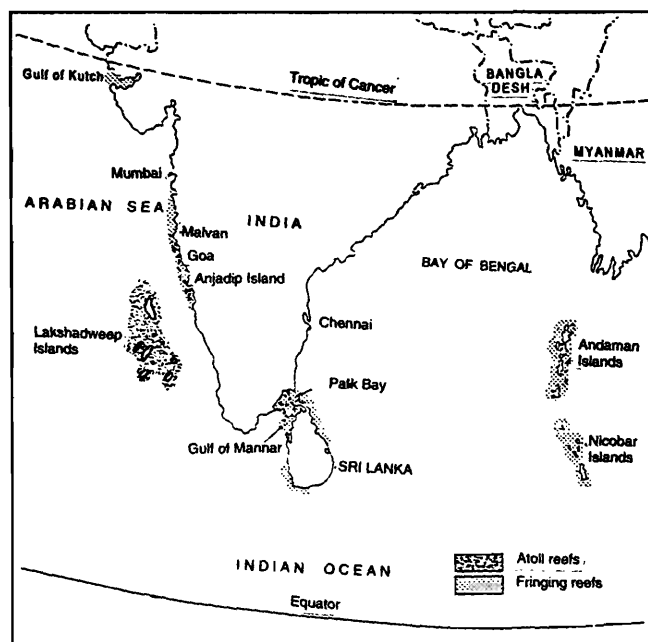 Gulf of Kutch
Tropic of Cancer
BANGLA
DESH
MYANMAR
Mumbai
ARABIAN SEA
INDIA
Malvan
Goa
Anjadip Island
BAY OF BENGAL
Lakshadweep
Islands
Chennai
Andaman
Islands
Palk Bay
Gulf of Mannar
Nicobar
Islands
SRI LANKA
INDIAN OCEAN
Atoll reefs
Fringing reefs
Equator